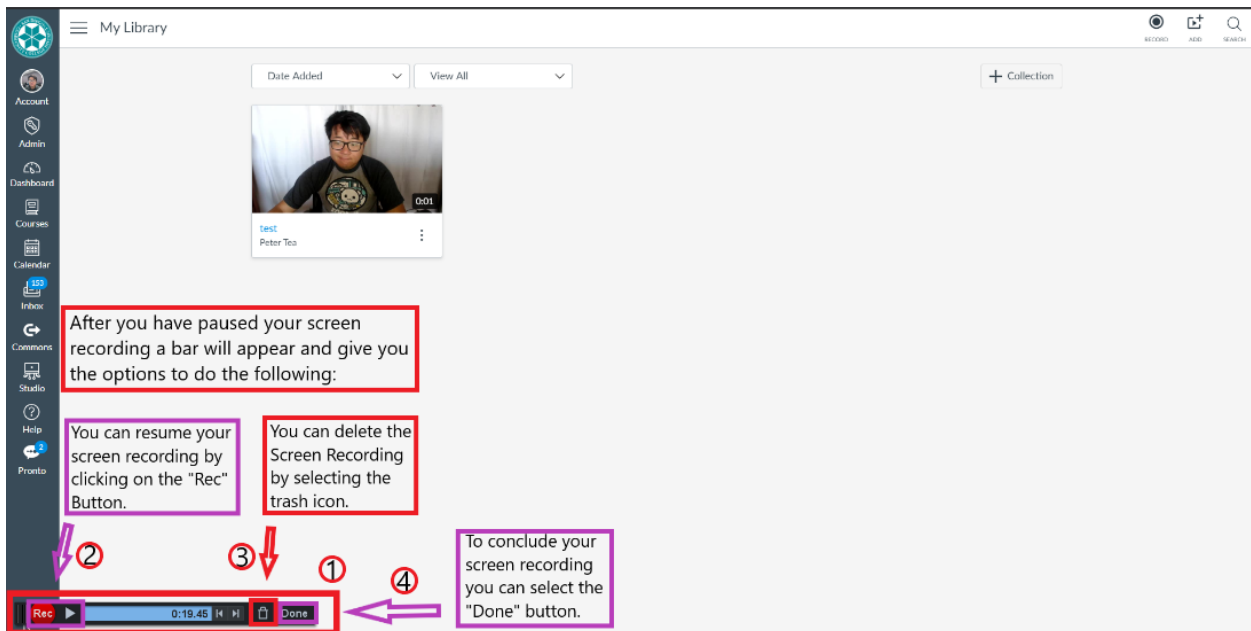 My Library
RECORD
ADD
SEARCH
Date Added
View All
+ Collection
Account
Admin
Dashboard
Courses
Calendar
153
Inbox
Commons
Studio
Help
2
Pronto
0:01
test
Peter Tea
After you have paused your screen
recording a bar will appear and give you
the options to do the following:
You can resume your
screen recording by
clicking on the "Rec"
Button.
You can delete the
Screen Recording
by selecting the
trash icon.
To conclude your
screen recording
you can select the
"Done" button.
2
3
1
4
Rec
0:19.45
Done